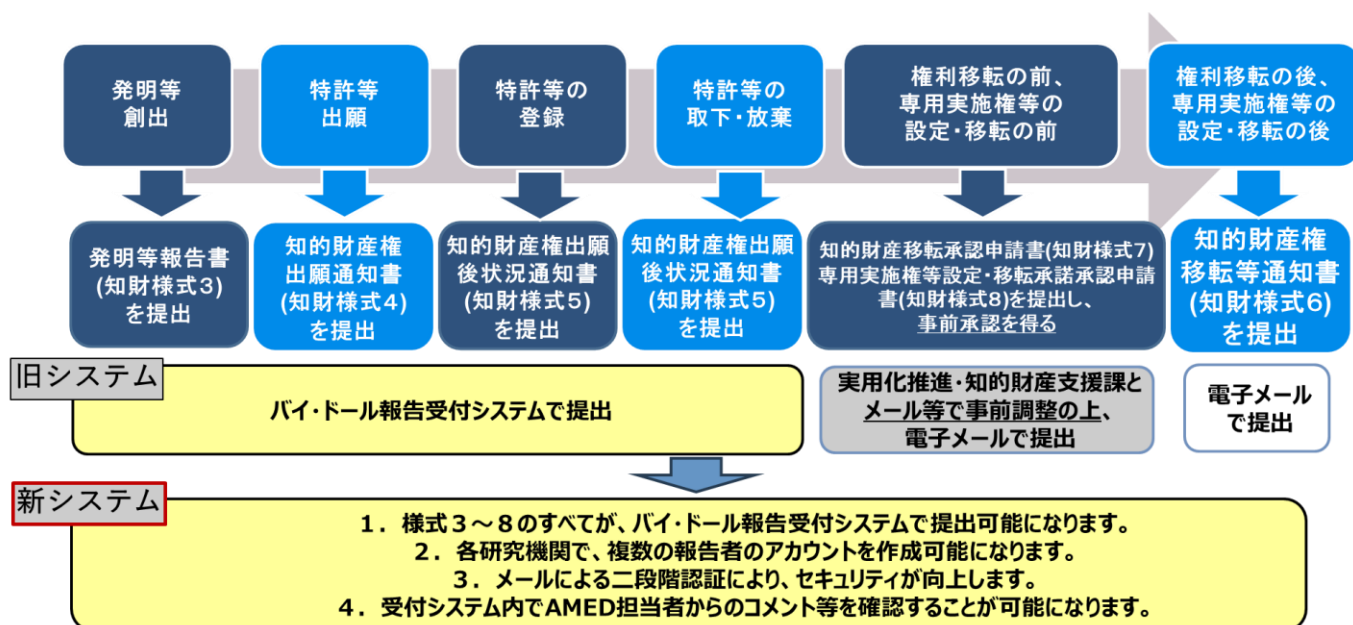 発明等
創出
特許等
出願
特許等の
登録
特許等の
取下・放棄
権利移転の前、
専用実施権等の
設定・移転の前
権利移転の後、
専用実施権等の
設定・移転の後
発明等報告書
(知財様式3)
を提出
知的財産権
出願通知書
(知財様式4)
を提出
知的財産権出願
後状況通知書
(知財様式5)
を提出
知的財産権出願
後状況通知書
(知財様式5)
を提出
知的財産移転承認申請書(知財様式7)
専用実施権等設定・移転承諾承認申請
書(知財様式8)を提出し、
事前承認を得る
知的財産権
移転等通知書
(知財様式6)
を提出
旧システム
バイ・ドール報告受付システムで提出
実用化推進・知的財産支援課と
メール等で事前調整の上、
電子メールで提出
電子メール
で提出
新システム
1．様式3～8のすべてが、バイ・ドール報告受付システムで提出可能になります。
2．各研究機関で、複数の報告者のアカウントを作成可能になります。
3．メールによる二段階認証により、セキュリティが向上します。
4．受付システム内でAMED担当者からのコメント等を確認することが可能になります。